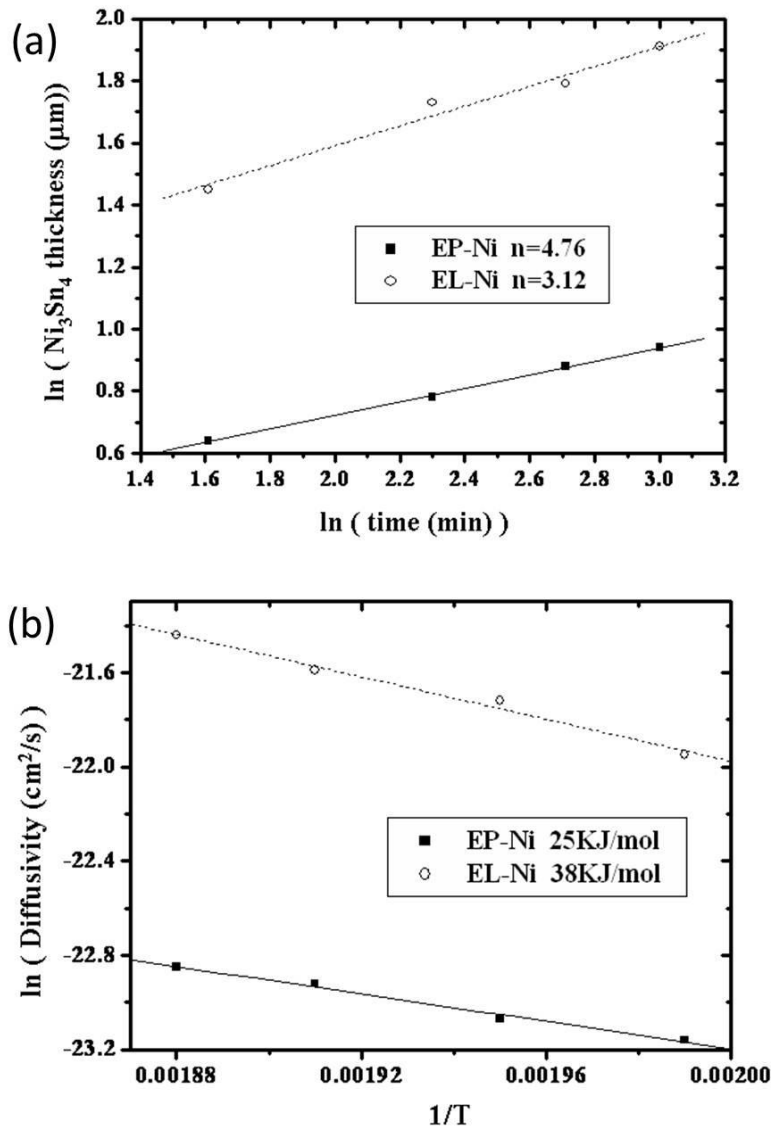 (a)
2.0
1.8
1.6
1.4
1.2
1.0
0.8
0.6
ln ( Ni₃Sn₄ thickness (μm))
EP-Ni n=4.76
EL-Ni n=3.12
1.4 1.6 1.8 2.0 2.2 2.4 2.6 2.8 3.0 3.2
ln ( time (min) )
(b)
-21.6
-22.0
-22.4
-22.8
-23.2
ln ( Diffusivity (cm²/s) )
EP-Ni 25KJ/mol
EL-Ni 38KJ/mol
0.00188 0.00192 0.00196 0.00200
1/T